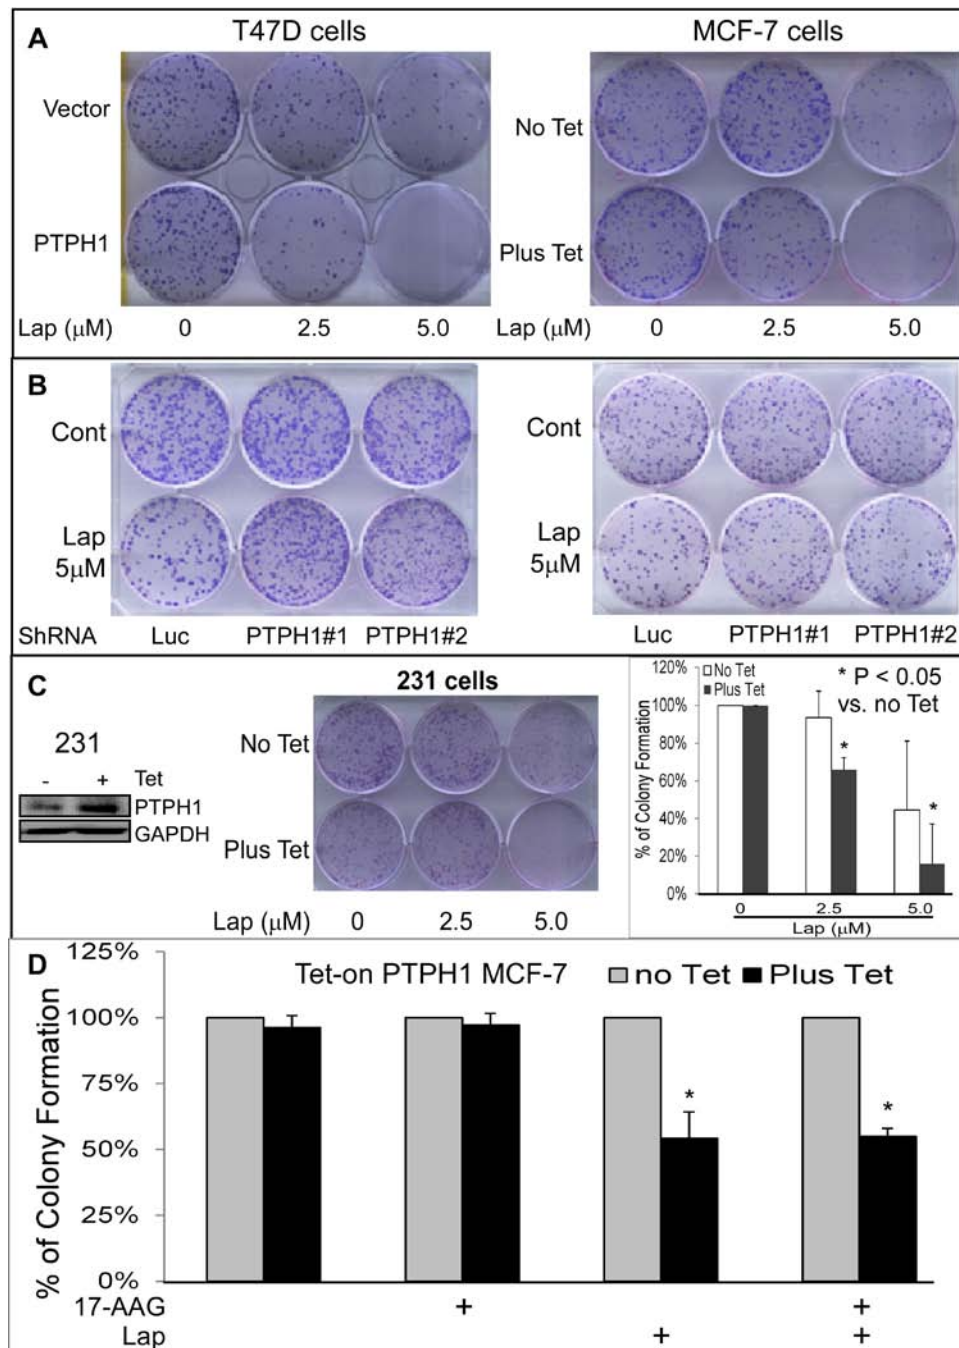 A
T47D cells
MCF-7 cells
Vector
PTPH1
Lap (μM) 0 2.5 5.0
No Tet
Plus Tet
Lap (μM) 0 2.5 5.0
B
Cont
Lap
5μM
Cont
Lap
5μM
ShRNA Luc PTPH1#1 PTPH1#2
Luc PTPH1#1 PTPH1#2
C
231
- + Tet
PTPH1
GAPDH
231 cells
No Tet
Plus Tet
Lap (μM) 0 2.5 5.0
% of Colony Formation
120%
100%
80%
60%
40%
20%
0%
No Tet
Plus Tet
* P < 0.05
vs. no Tet
*
*
0 2.5 5.0
Lap (μM)
D
Tet-on PTPH1 MCF-7 no Tet Plus Tet
% of Colony Formation
125%
100%
75%
50%
25%
0%
*
*
17-AAG + +
Lap + +